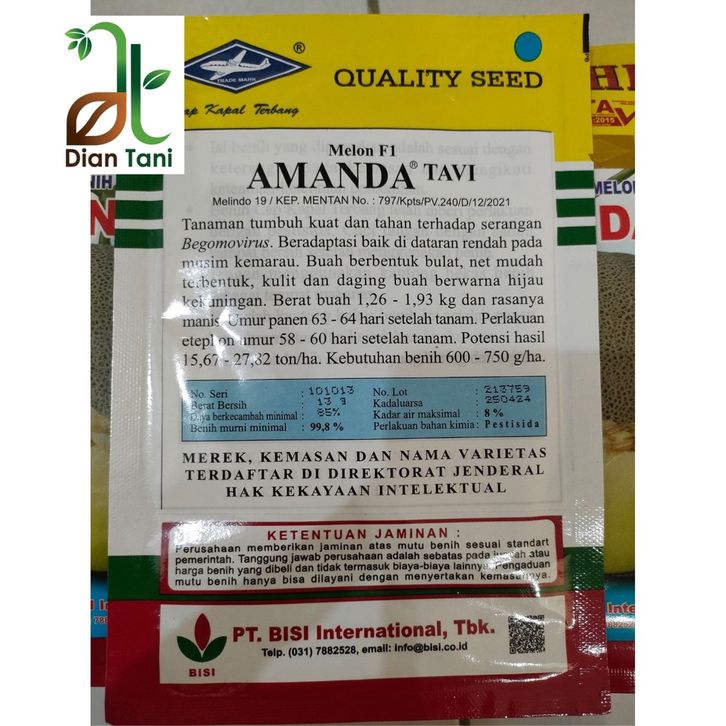 Dian Tani
TRADE MARK
®
ap Kapal Terbang
QUALITY SEED
Melon F1
AMANDA® TAVI
Melindo 19 / KEP. MENTAN No. : 797/Kpts/PV.240/D/12/2021
Tanaman tumbuh kuat dan tahan terhadap serangan
Begomovirus. Beradaptasi baik di dataran rendah pada
musim kemarau. Buah berbentuk bulat, net mudah
terbentuk, kulit dan daging buah berwarna hijau
kekuningan. Berat buah 1,26 - 1,93 kg dan rasanya
manis. Umur panen 63 - 64 hari setelah tanam. Perlakuan
etephon umur 58 - 60 hari setelah tanam. Potensi hasil
15,67 - 27,82 ton/ha. Kebutuhan benih 600 - 750 g/ha.
No. Seri : 101013 No. Lot : 213759
Berat Bersih : 13 g Kadaluarsa : 250424
Daya berkecambah minimal : 85% Kadar air maksimal : 8 %
Benih murni minimal : 99,8 % Perlakuan bahan kimia : Pestisida
MEREK, KEMASAN DAN NAMA VARIETAS
TERDAFTAR DI DIREKTORAT JENDERAL
HAK KEKAYAAN INTELEKTUAL
KETENTUAN JAMINAN :
Perusahaan memberikan jaminan atas mutu benih sesuai standart
pemerintah. Tanggung jawab perusahaan adalah sebatas pada jumlah atau
harga benih yang dibeli dan tidak termasuk biaya-biaya lainnya. Pengaduan
mutu benih hanya bisa dilayani dengan menyertakan kemasannya.
BISI
PT. BISI International, Tbk.
Telp. (031) 7882528, email: info@bisi.co.id